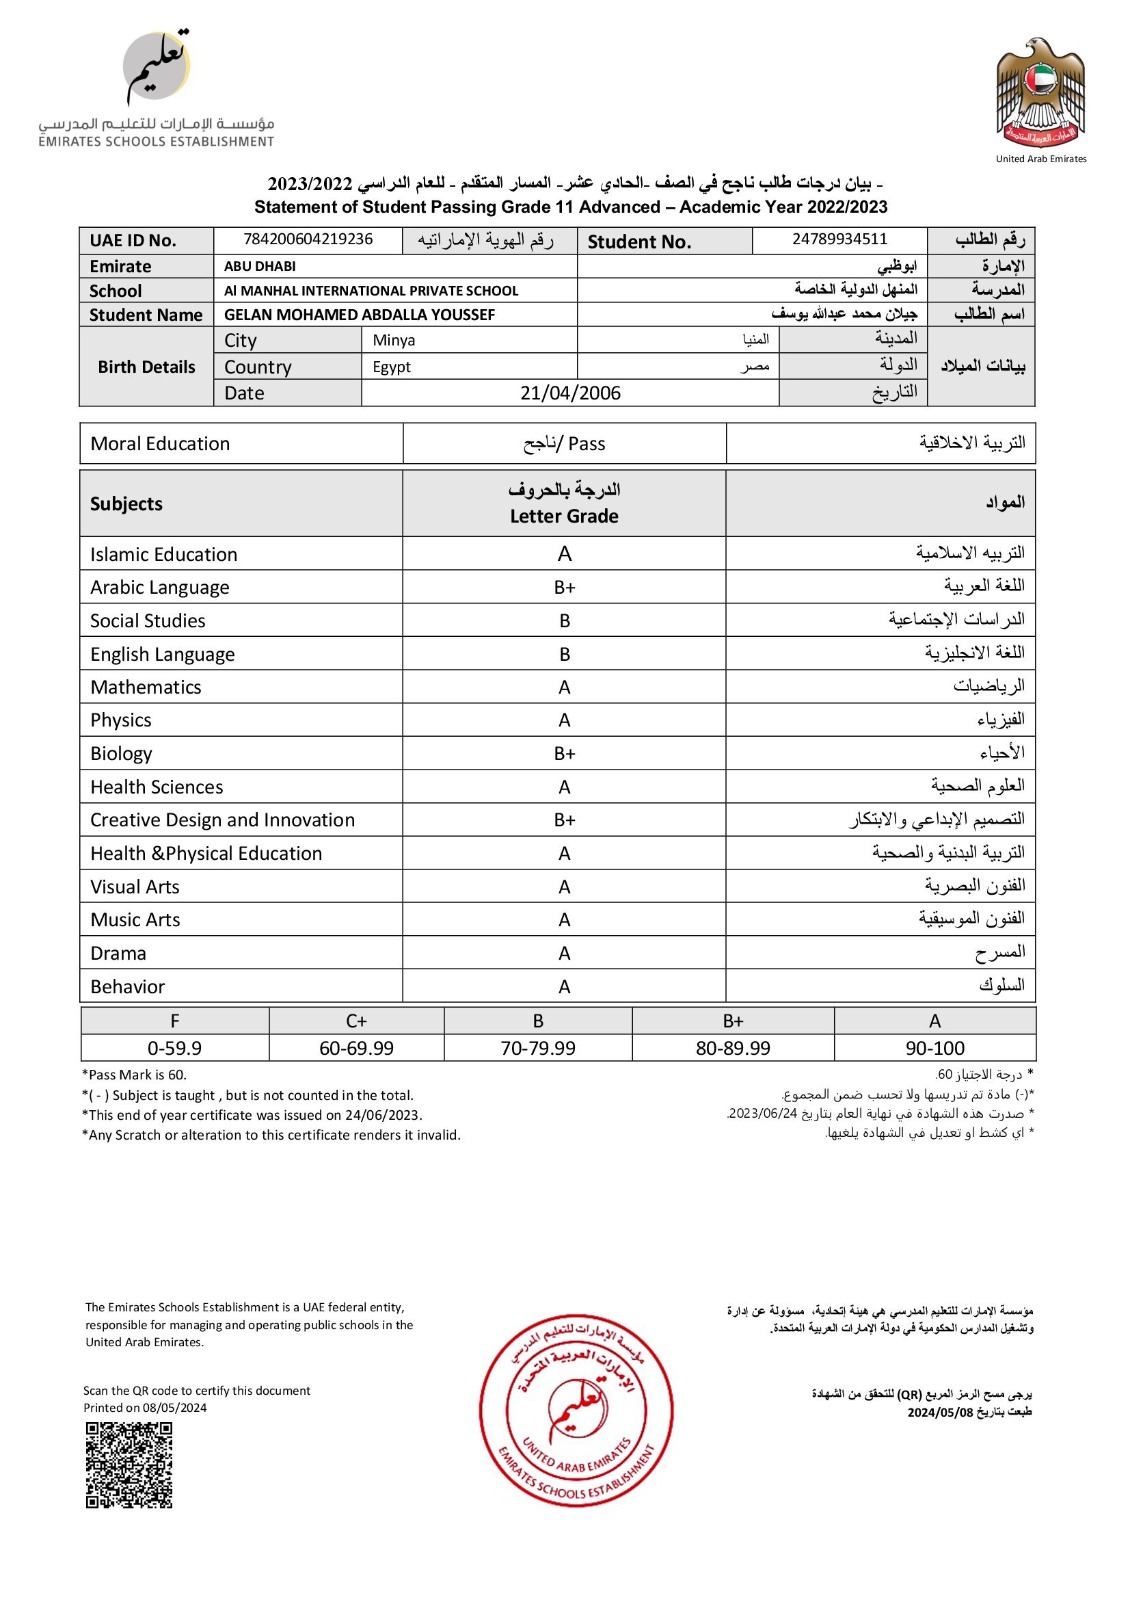 تعليم
مؤسسة الإمارات للتعليم المدرسي
EMIRATES SCHOOLS ESTABLISHMENT
الإمارات العربية المتحدة
United Arab Emirates
- بيان درجات طالب ناجح في الصف -الحادي عشر- المسار المتقدم - للعام الدراسي 2023/2022
Statement of Student Passing Grade 11 Advanced – Academic Year 2022/2023
UAE ID No. 784200604219236 رقم الهوية الإماراتيه Student No. 24789934511 رقم الطالب
Emirate ABU DHABI ابوظبي الإمارة
School Al MANHAL INTERNATIONAL PRIVATE SCHOOL المنهل الدولية الخاصة المدرسة
Student Name GELAN MOHAMED ABDALLA YOUSSEF جيلان محمد عبدالله يوسف اسم الطالب
Birth Details City Minya المنيا المدينة بيانات الميلاد
Country Egypt مصر الدولة
Date 21/04/2006 التاريخ
Moral Education ناجح/ Pass التربية الاخلاقية
Subjects الدرجة بالحروف المواد
Letter Grade
Islamic Education A التربيه الاسلامية
Arabic Language B+ اللغة العربية
Social Studies B الدراسات الإجتماعية
English Language B اللغة الانجليزية
Mathematics A الرياضيات
Physics A الفيزياء
Biology B+ الأحياء
Health Sciences A العلوم الصحية
Creative Design and Innovation B+ التصميم الإبداعي والابتكار
Health &Physical Education A التربية البدنية والصحية
Visual Arts A الفنون البصرية
Music Arts A الفنون الموسيقية
Drama A المسرح
Behavior A السلوك
F C+ B B+ A
0-59.9 60-69.99 70-79.99 80-89.99 90-100
*Pass Mark is 60.
*( - ) Subject is taught , but is not counted in the total.
*This end of year certificate was issued on 24/06/2023.
*Any Scratch or alteration to this certificate renders it invalid.
* درجة الاجتياز 60.
*(-) مادة تم تدريسها ولا تحسب ضمن المجموع.
* صدرت هذه الشهادة في نهاية العام بتاريخ 2023/06/24.
* اي كشط او تعديل في الشهادة يلغيها.
The Emirates Schools Establishment is a UAE federal entity,
responsible for managing and operating public schools in the
United Arab Emirates.
مؤسسة الإمارات للتعليم المدرسي هي هيئة إتحادية، مسؤولة عن إدارة
وتشغيل المدارس الحكومية في دولة الإمارات العربية المتحدة.
Scan the QR code to certify this document
Printed on 08/05/2024
يرجى مسح الرمز المربع (QR) للتحقق من الشهادة
طبعت بتاريخ 2024/05/08
مؤسسة الإمارات للتعليم المدرسي
الإمارات العربية المتحدة
تعليم
UNITED ARAB EMIRATES
EMIRATES SCHOOLS ESTABLISHMENT